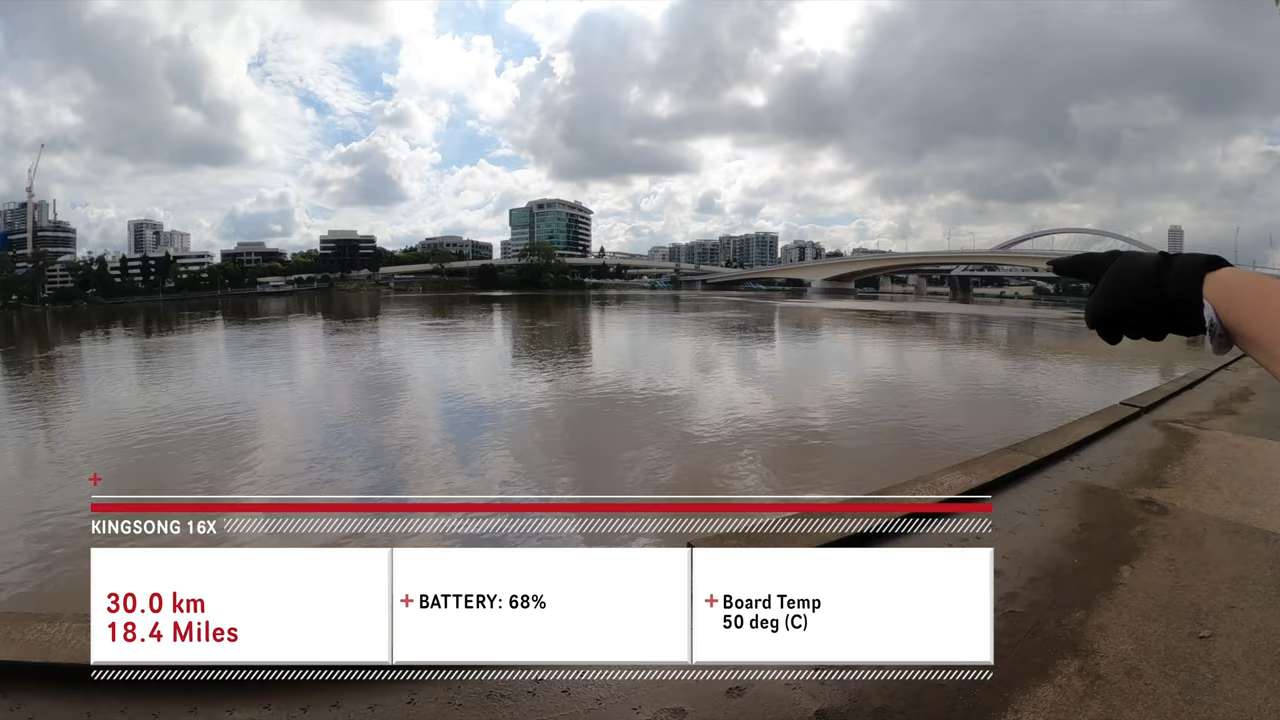 KINGSONG 16X
30.0 km
18.4 Miles
BATTERY: 68%
Board Temp
50 deg (C)